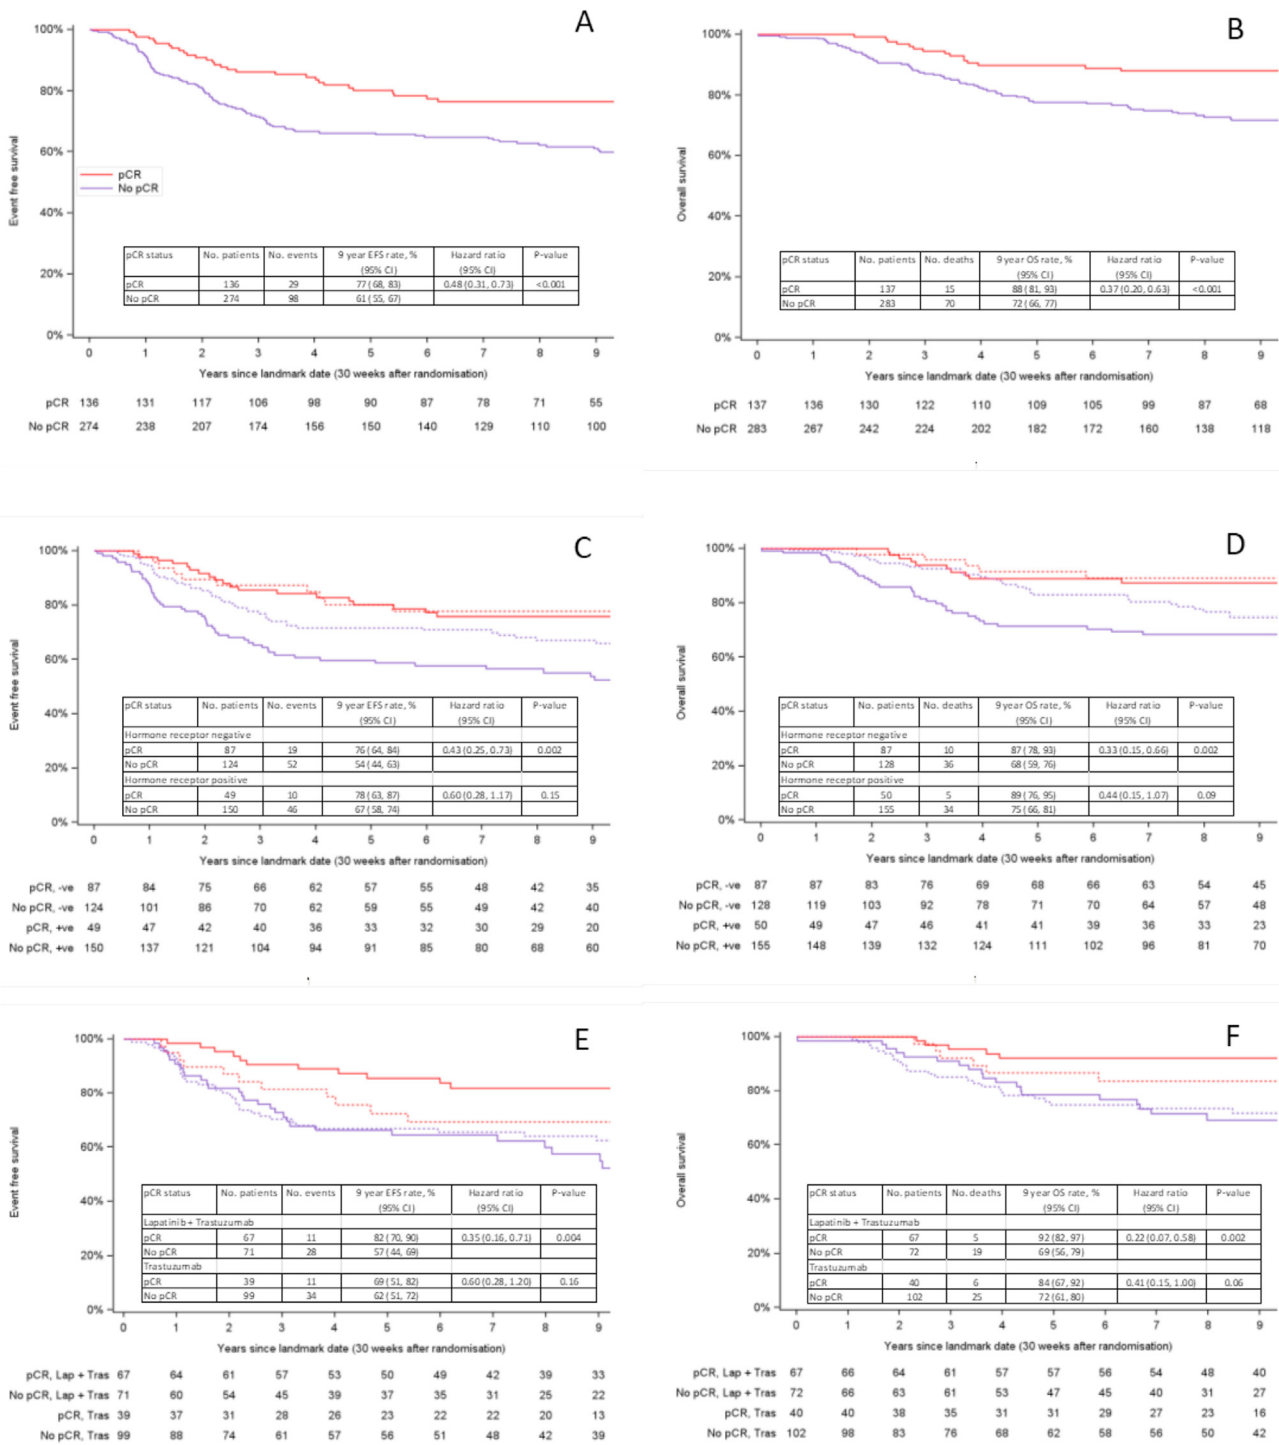 A
100%
80%
60%
40%
20%
0%
Event free survival
pCR
No pCR
pCR status No. patients No. events 9 year EFS rate, % (95% CI) Hazard ratio (95% CI) P-value
pCR 136 29 77 (68, 83) 0.48 (0.31, 0.73) <0.001
No pCR 274 98 61 (55, 67)
0 1 2 3 4 5 6 7 8 9
Years since landmark date (30 weeks after randomisation)
pCR 136 131 117 106 98 90 87 78 71 55
No pCR 274 238 207 174 156 150 140 129 110 100
B
100%
80%
60%
40%
20%
0%
Overall survival
pCR status No. patients No. deaths 9 year OS rate, % (95% CI) Hazard ratio (95% CI) P-value
pCR 137 15 88 (81, 93) 0.37 (0.20, 0.63) <0.001
No pCR 283 70 72 (66, 77)
0 1 2 3 4 5 6 7 8 9
Years since landmark date (30 weeks after randomisation)
pCR 137 136 130 122 110 109 105 99 87 68
No pCR 283 267 242 224 202 182 172 160 138 118
C
100%
80%
60%
40%
20%
0%
Event free survival
pCR status No. patients No. events 9 year EFS rate, % (95% CI) Hazard ratio (95% CI) P-value
Hormone receptor negative
pCR 87 19 76 (64, 84) 0.43 (0.25, 0.73) 0.002
No pCR 124 52 54 (44, 63)
Hormone receptor positive
pCR 49 10 78 (63, 87) 0.60 (0.28, 1.17) 0.15
No pCR 150 46 67 (58, 74)
0 1 2 3 4 5 6 7 8 9
Years since landmark date (30 weeks after randomisation)
pCR, -ve 87 84 75 66 62 57 55 48 42 35
No pCR, -ve 124 101 86 70 62 59 55 49 42 40
pCR, +ve 49 47 42 40 36 33 32 30 29 20
No pCR, +ve 150 137 121 104 94 91 85 80 68 60
D
100%
80%
60%
40%
20%
0%
Overall survival
pCR status No. patients No. deaths 9 year OS rate, % (95% CI) Hazard ratio (95% CI) P-value
Hormone receptor negative
pCR 87 10 87 (78, 93) 0.33 (0.15, 0.66) 0.002
No pCR 128 36 68 (59, 76)
Hormone receptor positive
pCR 50 5 89 (76, 95) 0.44 (0.15, 1.07) 0.09
No pCR 155 34 75 (66, 81)
0 1 2 3 4 5 6 7 8 9
Years since landmark date (30 weeks after randomisation)
pCR, -ve 87 87 83 76 69 68 66 63 54 45
No pCR, -ve 128 119 103 92 78 71 70 64 57 48
pCR, +ve 50 49 47 46 41 41 39 36 33 23
No pCR, +ve 155 148 139 132 124 111 102 96 81 70
E
100%
80%
60%
40%
20%
0%
Event free survival
pCR status No. patients No. events 9 year EFS rate, % (95% CI) Hazard ratio (95% CI) P-value
Lapatinib + Trastuzumab
pCR 67 11 82 (70, 90) 0.35 (0.16, 0.71) 0.004
No pCR 71 28 57 (44, 69)
Trastuzumab
pCR 39 11 69 (51, 82) 0.60 (0.28, 1.20) 0.16
No pCR 99 34 62 (51, 72)
0 1 2 3 4 5 6 7 8 9
Years since landmark date (30 weeks after randomisation)
pCR, Lap + Tras 67 64 61 57 53 50 49 42 39 33
No pCR, Lap + Tras 71 60 54 45 39 37 35 31 25 22
pCR, Tras 39 37 31 28 26 23 22 22 20 13
No pCR, Tras 99 88 74 61 57 56 51 48 42 39
F
100%
80%
60%
40%
20%
0%
Overall survival
pCR status No. patients No. deaths 9 year OS rate, % (95% CI) Hazard ratio (95% CI) P-value
Lapatinib + Trastuzumab
pCR 67 5 92 (82, 97) 0.22 (0.07, 0.58) 0.002
No pCR 72 19 69 (56, 79)
Trastuzumab
pCR 40 6 84 (67, 92) 0.41 (0.15, 1.00) 0.06
No pCR 102 25 72 (61, 80)
0 1 2 3 4 5 6 7 8 9
Years since landmark date (30 weeks after randomisation)
pCR, Lap + Tras 67 66 64 61 57 57 56 54 48 40
No pCR, Lap + Tras 72 66 63 61 53 47 45 40 31 27
pCR, Tras 40 40 38 35 31 31 29 27 23 16
No pCR, Tras 102 98 83 76 68 62 58 56 50 42